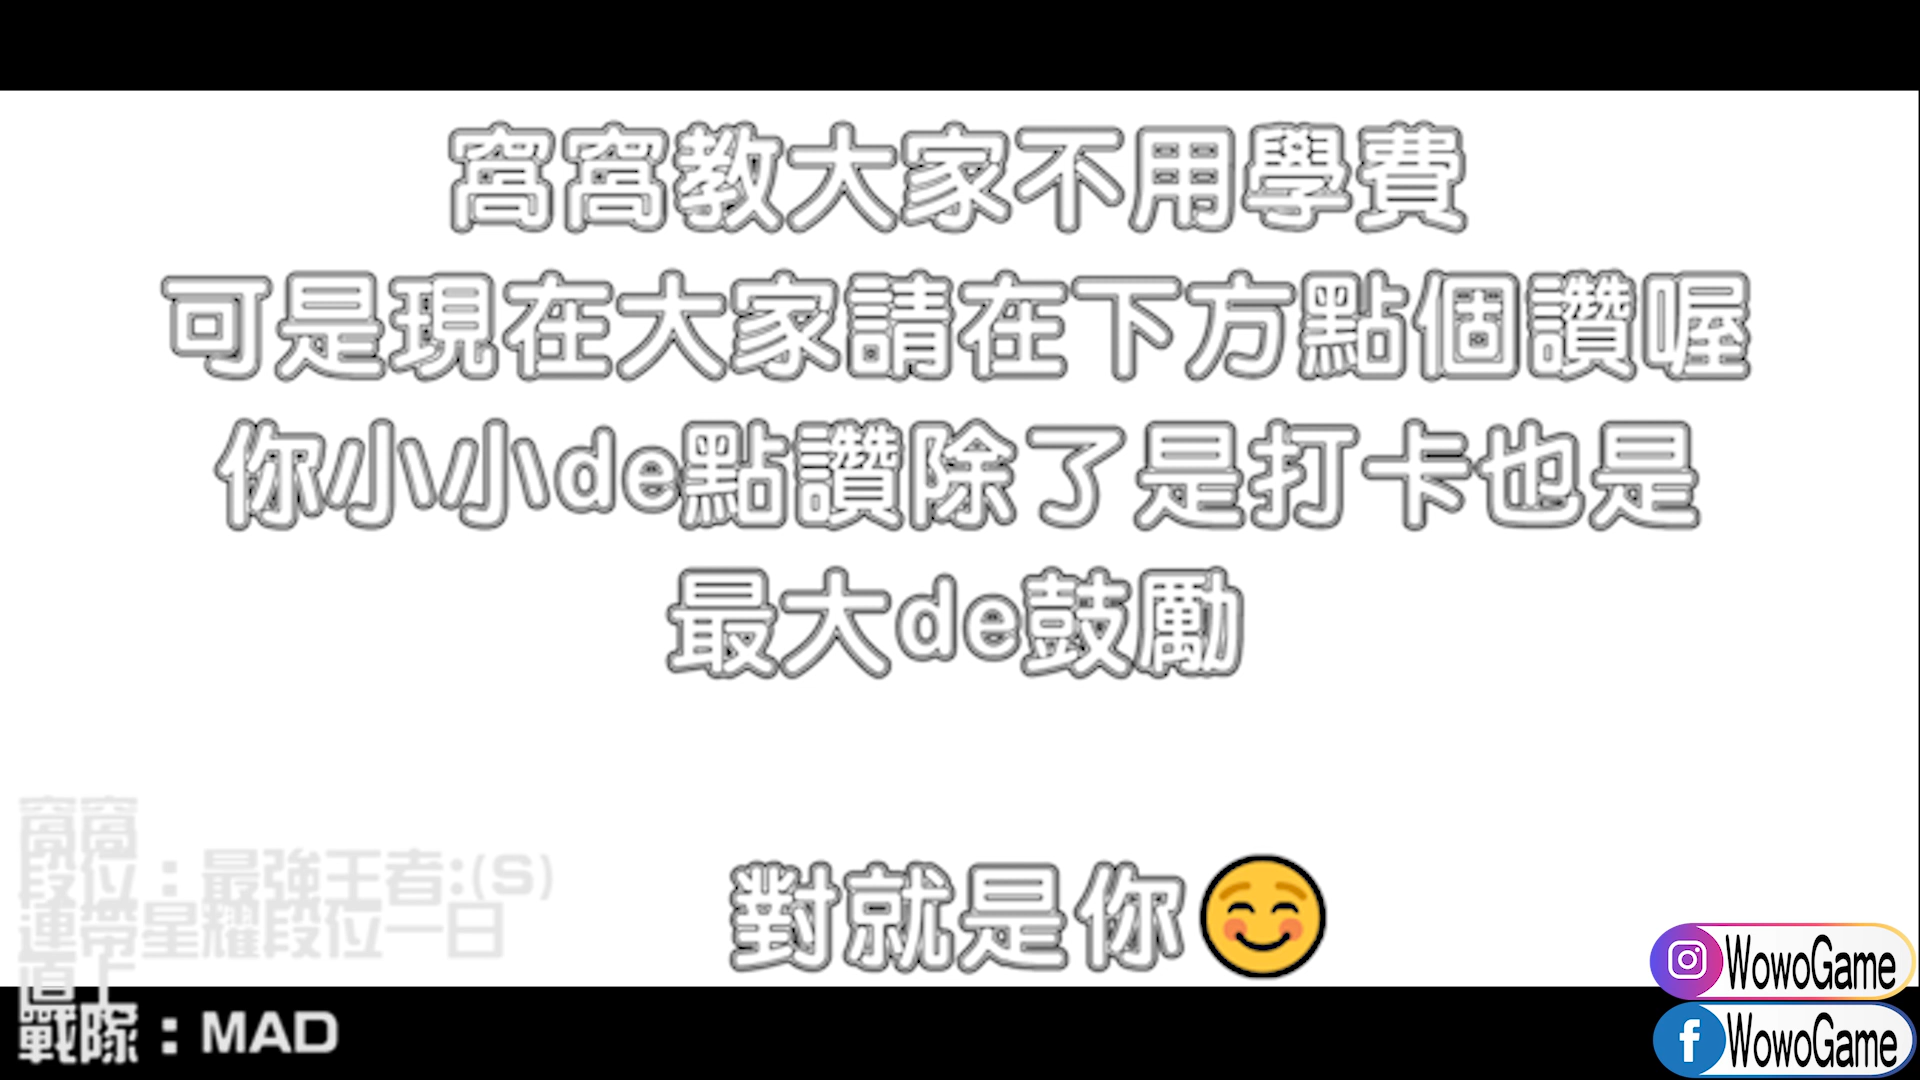 窩窩教大家不用學費
可是現在大家請在下方點個讚喔
你小小de點讚除了是打卡也是
最大de鼓勵
對就是你😊
窩窩
段位：最強王者:(S)
連帶星耀段位一日
道上
戰隊：MAD
WowoGame
WowoGame